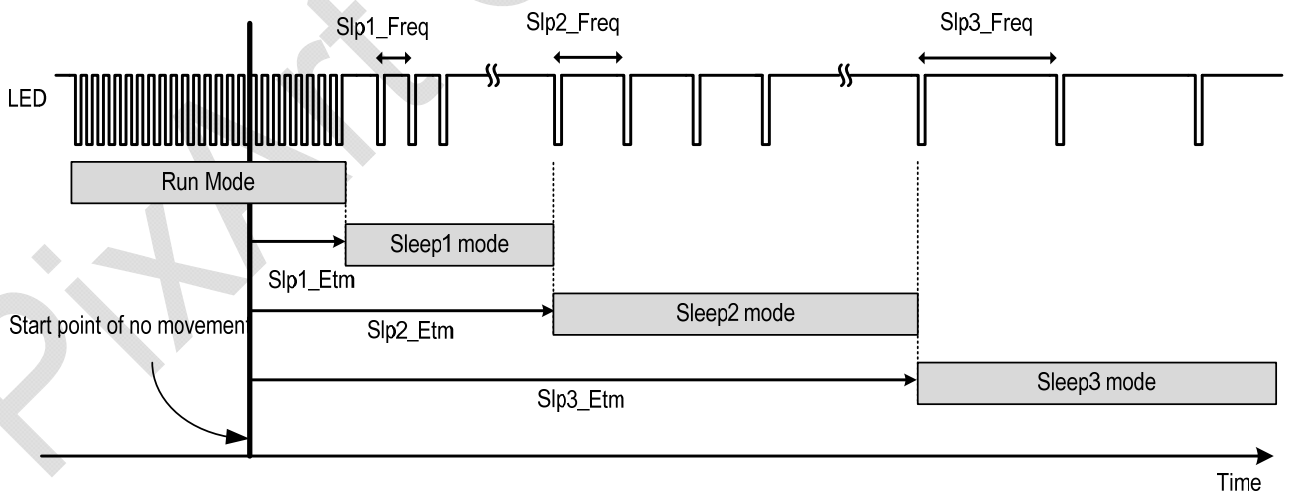 Slp1_Freq
Slp2_Freq
Slp3_Freq
LED
Run Mode
Sleep1 mode
Slp1_Etm
Sleep2 mode
Start point of no movement
Slp2_Etm
Sleep3 mode
Slp3_Etm
Time
PixArt